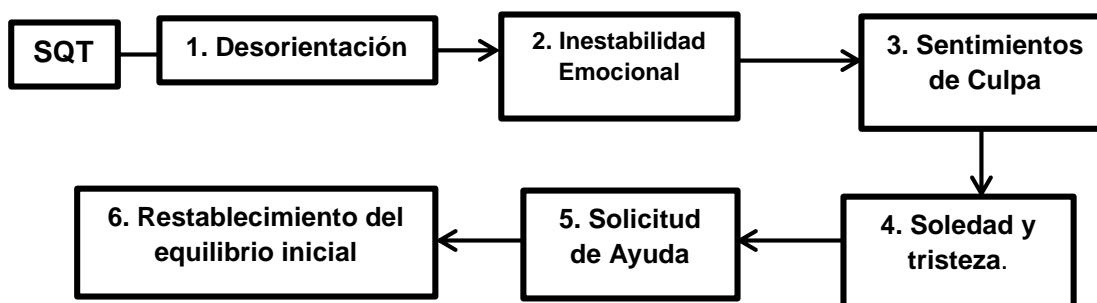 SQT
1. Desorientación
2. Inestabilidad
Emocional
3. Sentimientos
de Culpa
4. Soledad y
tristeza.
5. Solicitud
de Ayuda
6. Restablecimiento del
equilibrio inicial